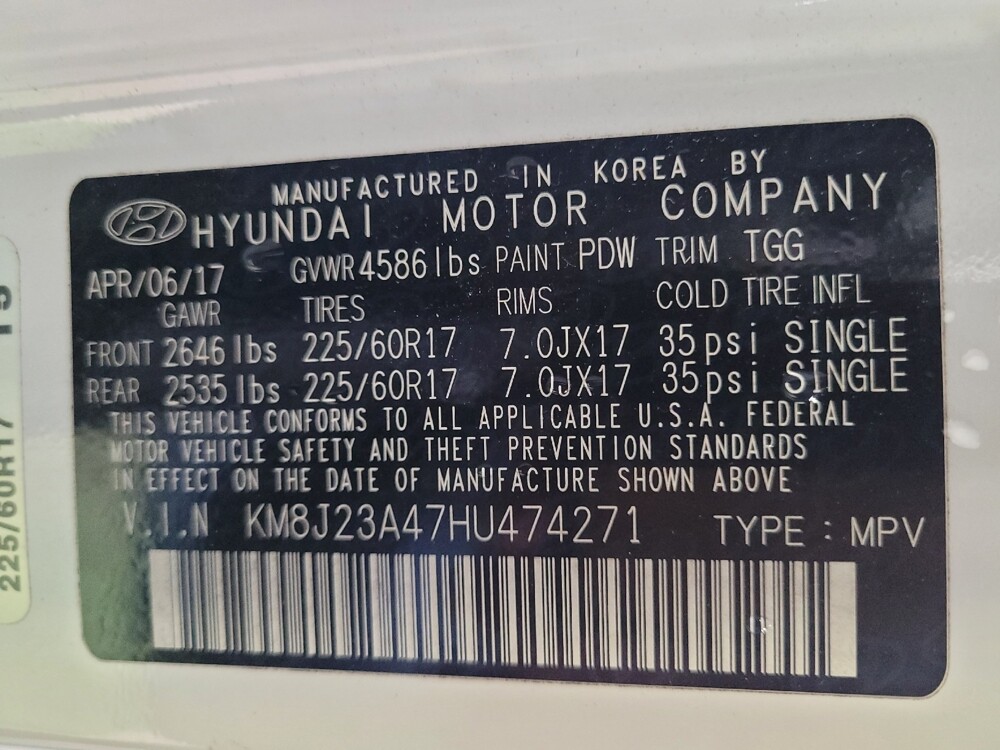 MANUFACTURED IN KOREA BY
HYUNDAI MOTOR COMPANY
APR/06/17 GVWR 4586 lbs PAINT PDW TRIM TGG
GAWR TIRES RIMS COLD TIRE INFL
FRONT 2646 lbs 225/60R17 7.0JX17 35psi SINGLE
REAR 2535 lbs 225/60R17 7.0JX17 35psi SINGLE
THIS VEHICLE CONFORMS TO ALL APPLICABLE U.S.A. FEDERAL
MOTOR VEHICLE SAFETY AND THEFT PREVENTION STANDARDS
IN EFFECT ON THE DATE OF MANUFACTURE SHOWN ABOVE
V.I.N KM8J23A47HU474271 TYPE : MPV
225/60R17